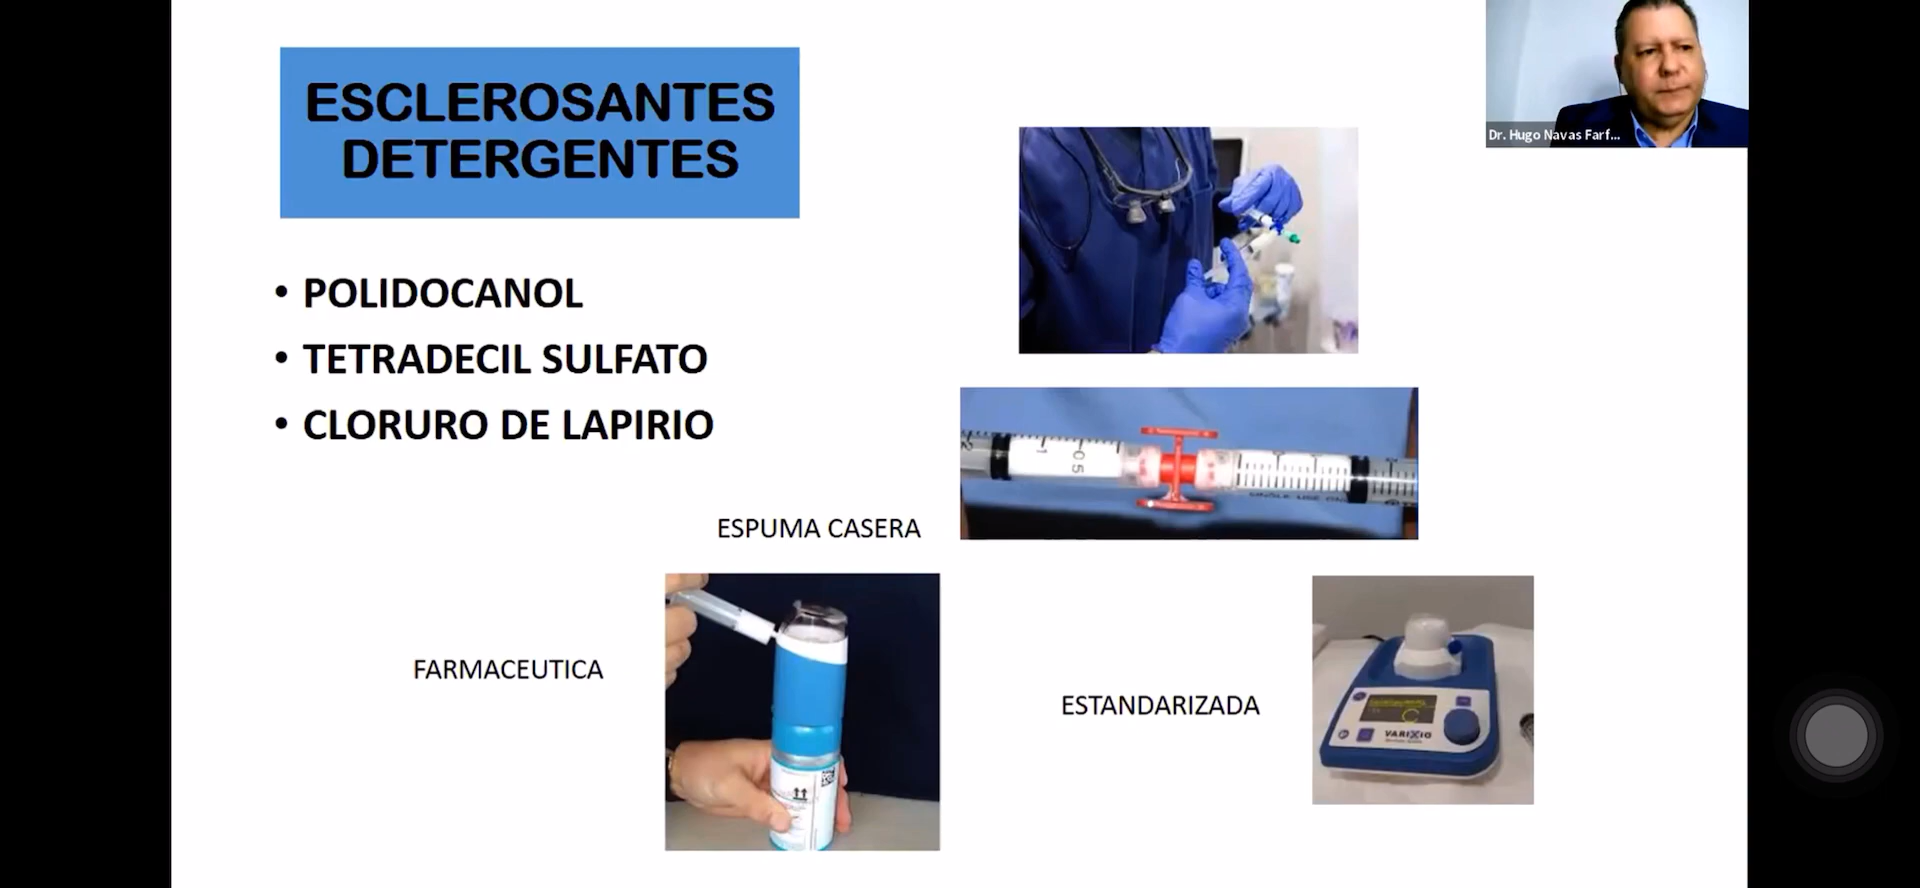 ESCLEROSANTES
DETERGENTES
Dr. Hugo Navas Farf...
• POLIDOCANOL
• TETRADECIL SULFATO
• CLORURO DE LAPIRIO
ESPUMA CASERA
FARMACEUTICA
ESTANDARIZADA
VARIXIO